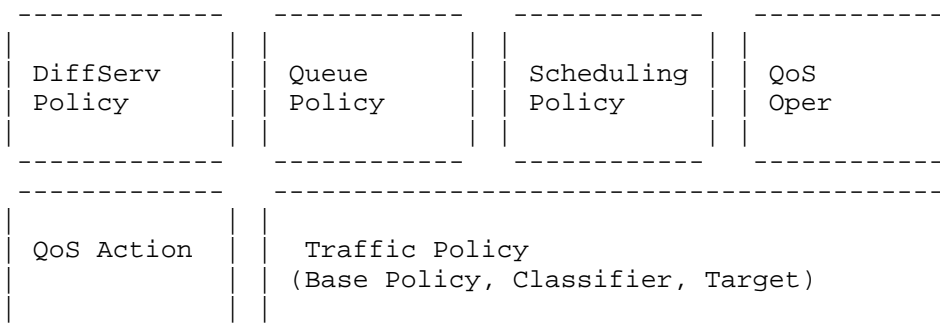 DiffServ Queue Scheduling QoS
Policy Policy Policy Oper
QoS Action Traffic Policy
(Base Policy, Classifier, Target)